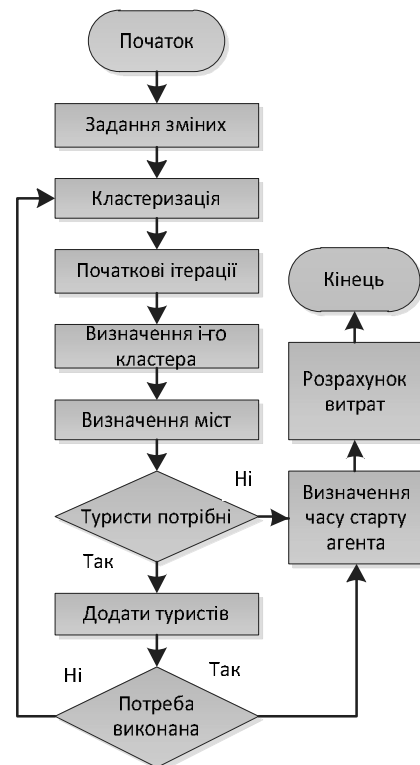 Початок
Задання зміних
Кластеризація
Початкові ітерації
Визначення і-го
кластера
Визначення міст
Туристи потрібні
Ні
Так
Додати туристів
Потреба
виконана
Ні
Так
Визначення
часу старту
агента
Розрахунок
витрат
Кінець